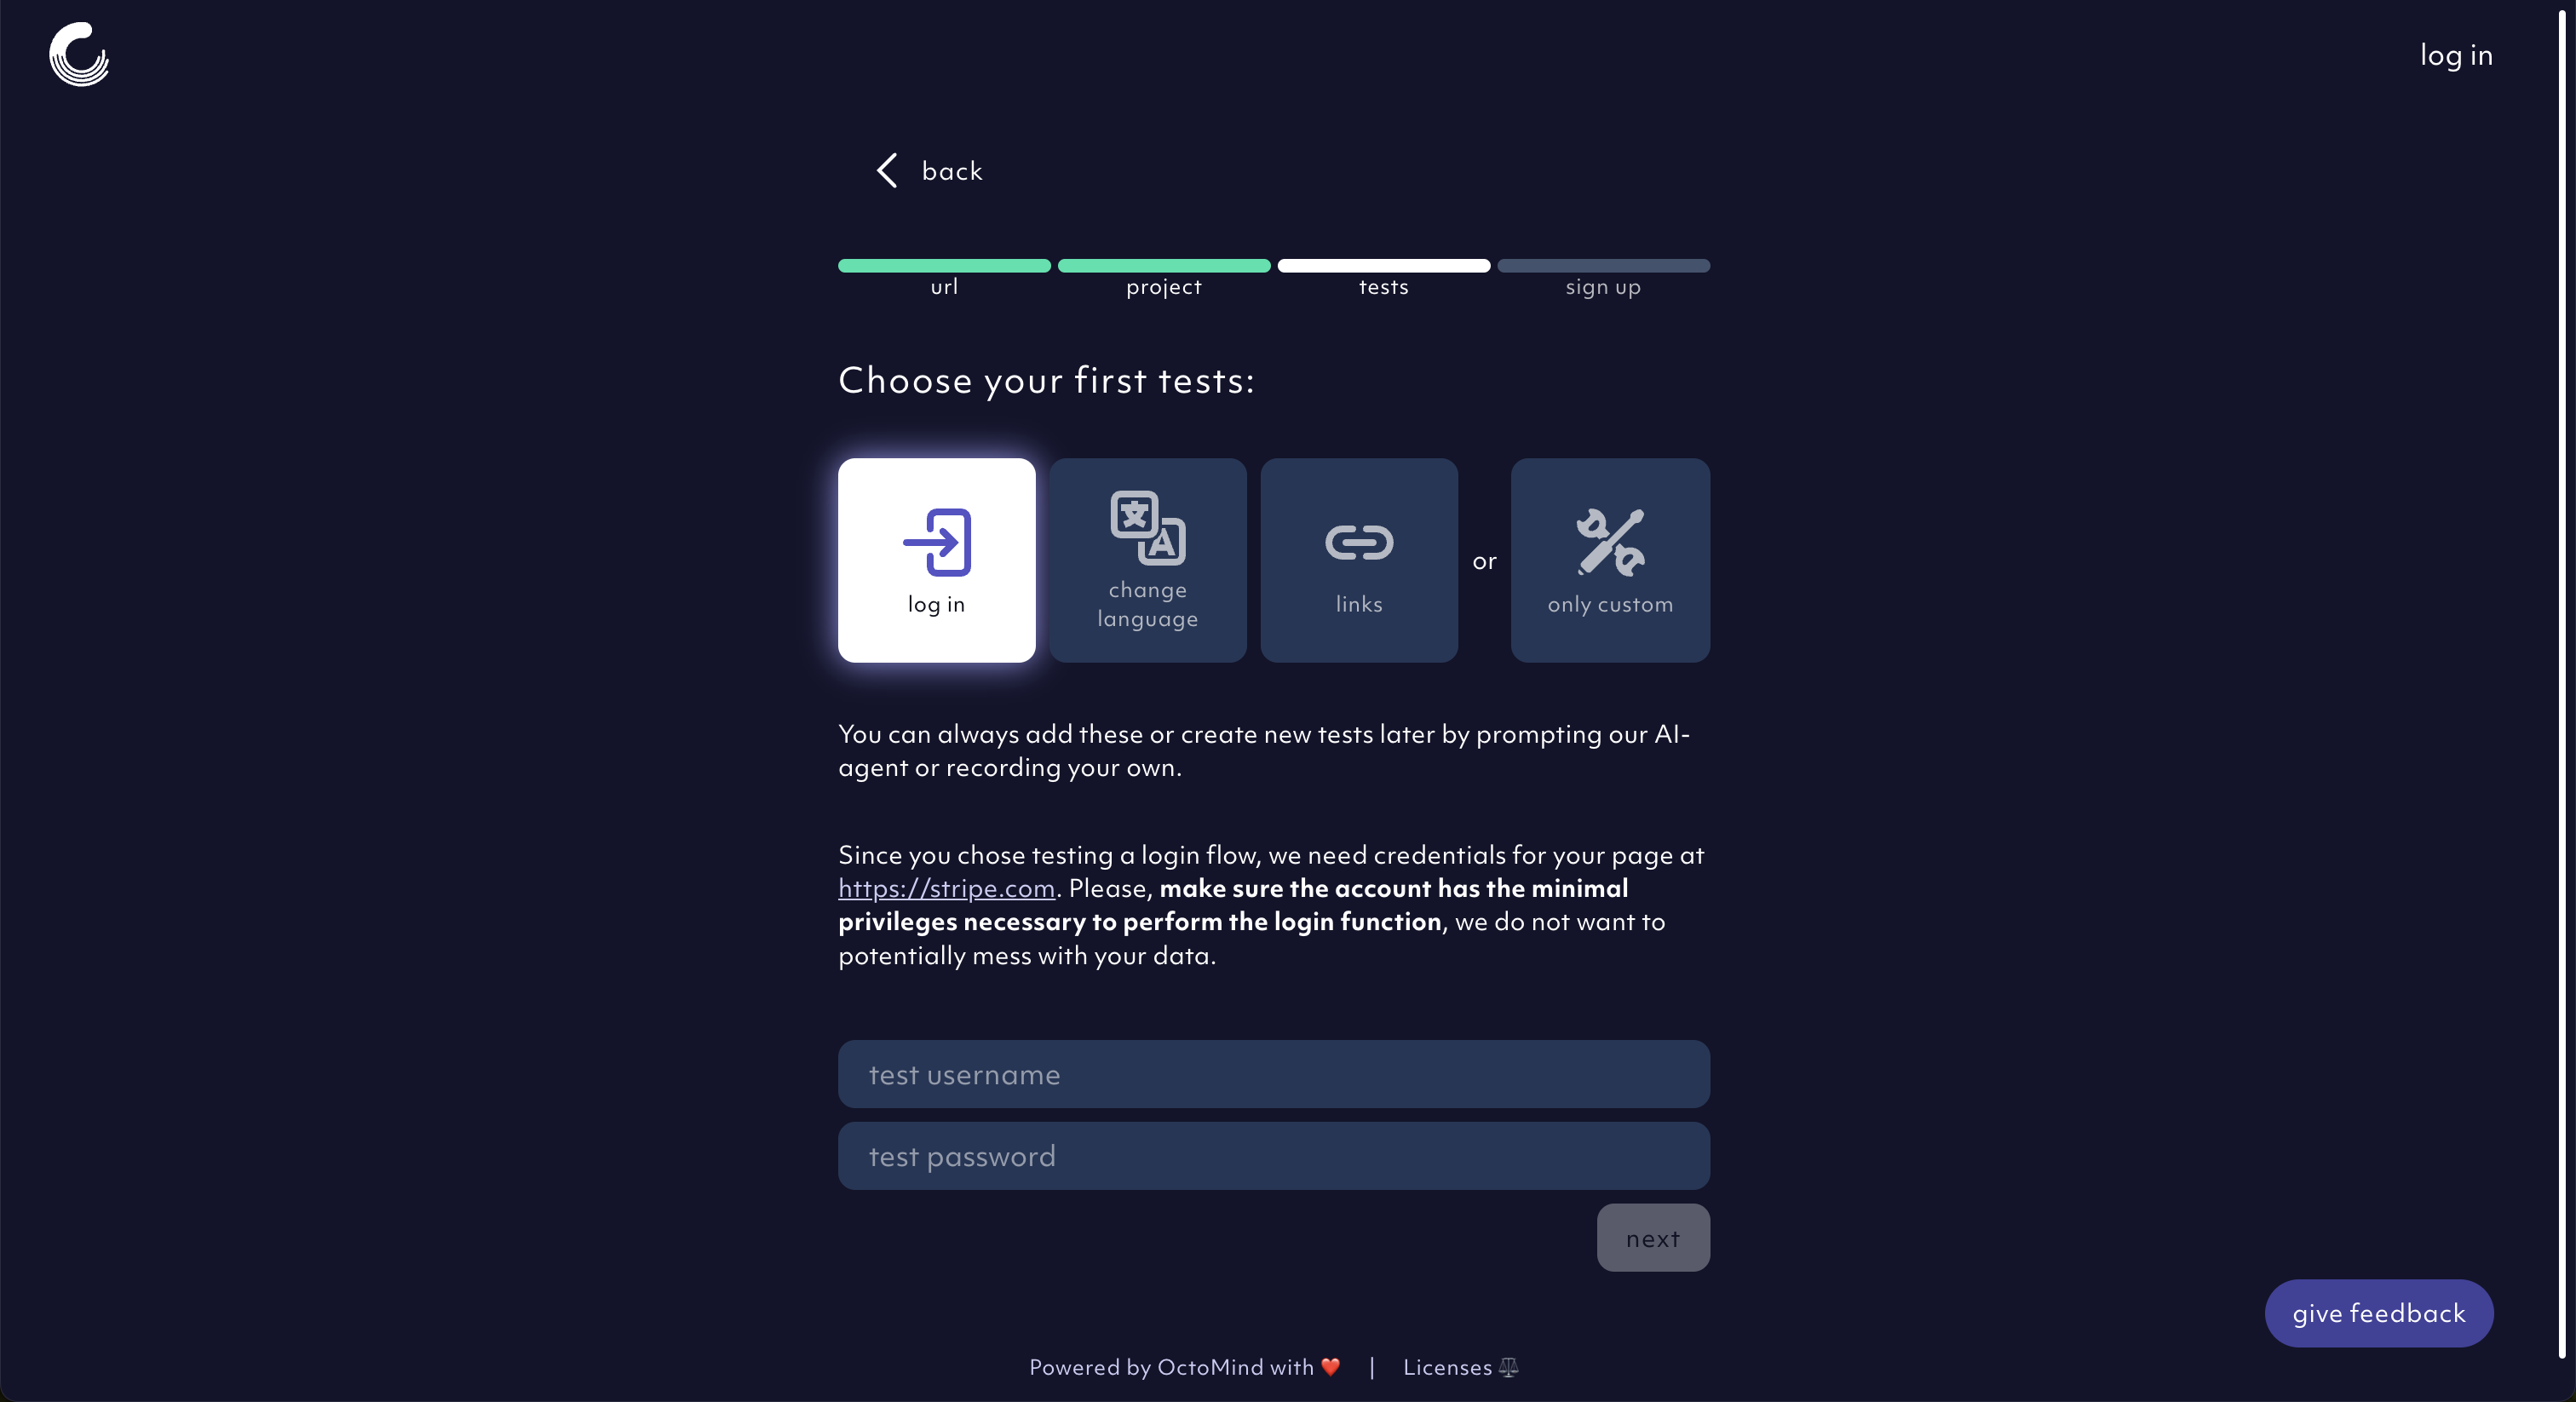 log in
back
url
project
tests
sign up
Choose your first tests:
log in
change
language
links
or
only custom
You can always add these or create new tests later by prompting our AI-
agent or recording your own.
Since you chose testing a login flow, we need credentials for your page at
https://stripe.com. Please, make sure the account has the minimal
privileges necessary to perform the login function, we do not want to
potentially mess with your data.
test username
test password
next
give feedback
Powered by OctoMind with ❤️ | Licenses ⚖️